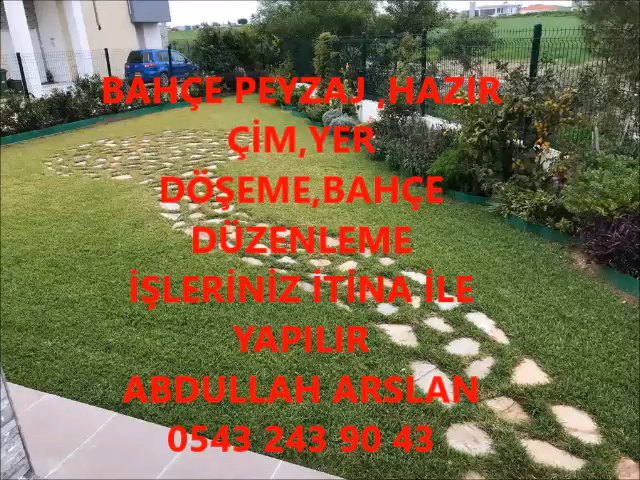 BAHÇE PEYZAJ ,HAZIR
ÇİM,YER
DÖŞEME,BAHÇE
DÜZENLEME
İŞLERİNİZ İTİNA İLE
YAPILIR
ABDULLAH ARSLAN
0543 243 90 43